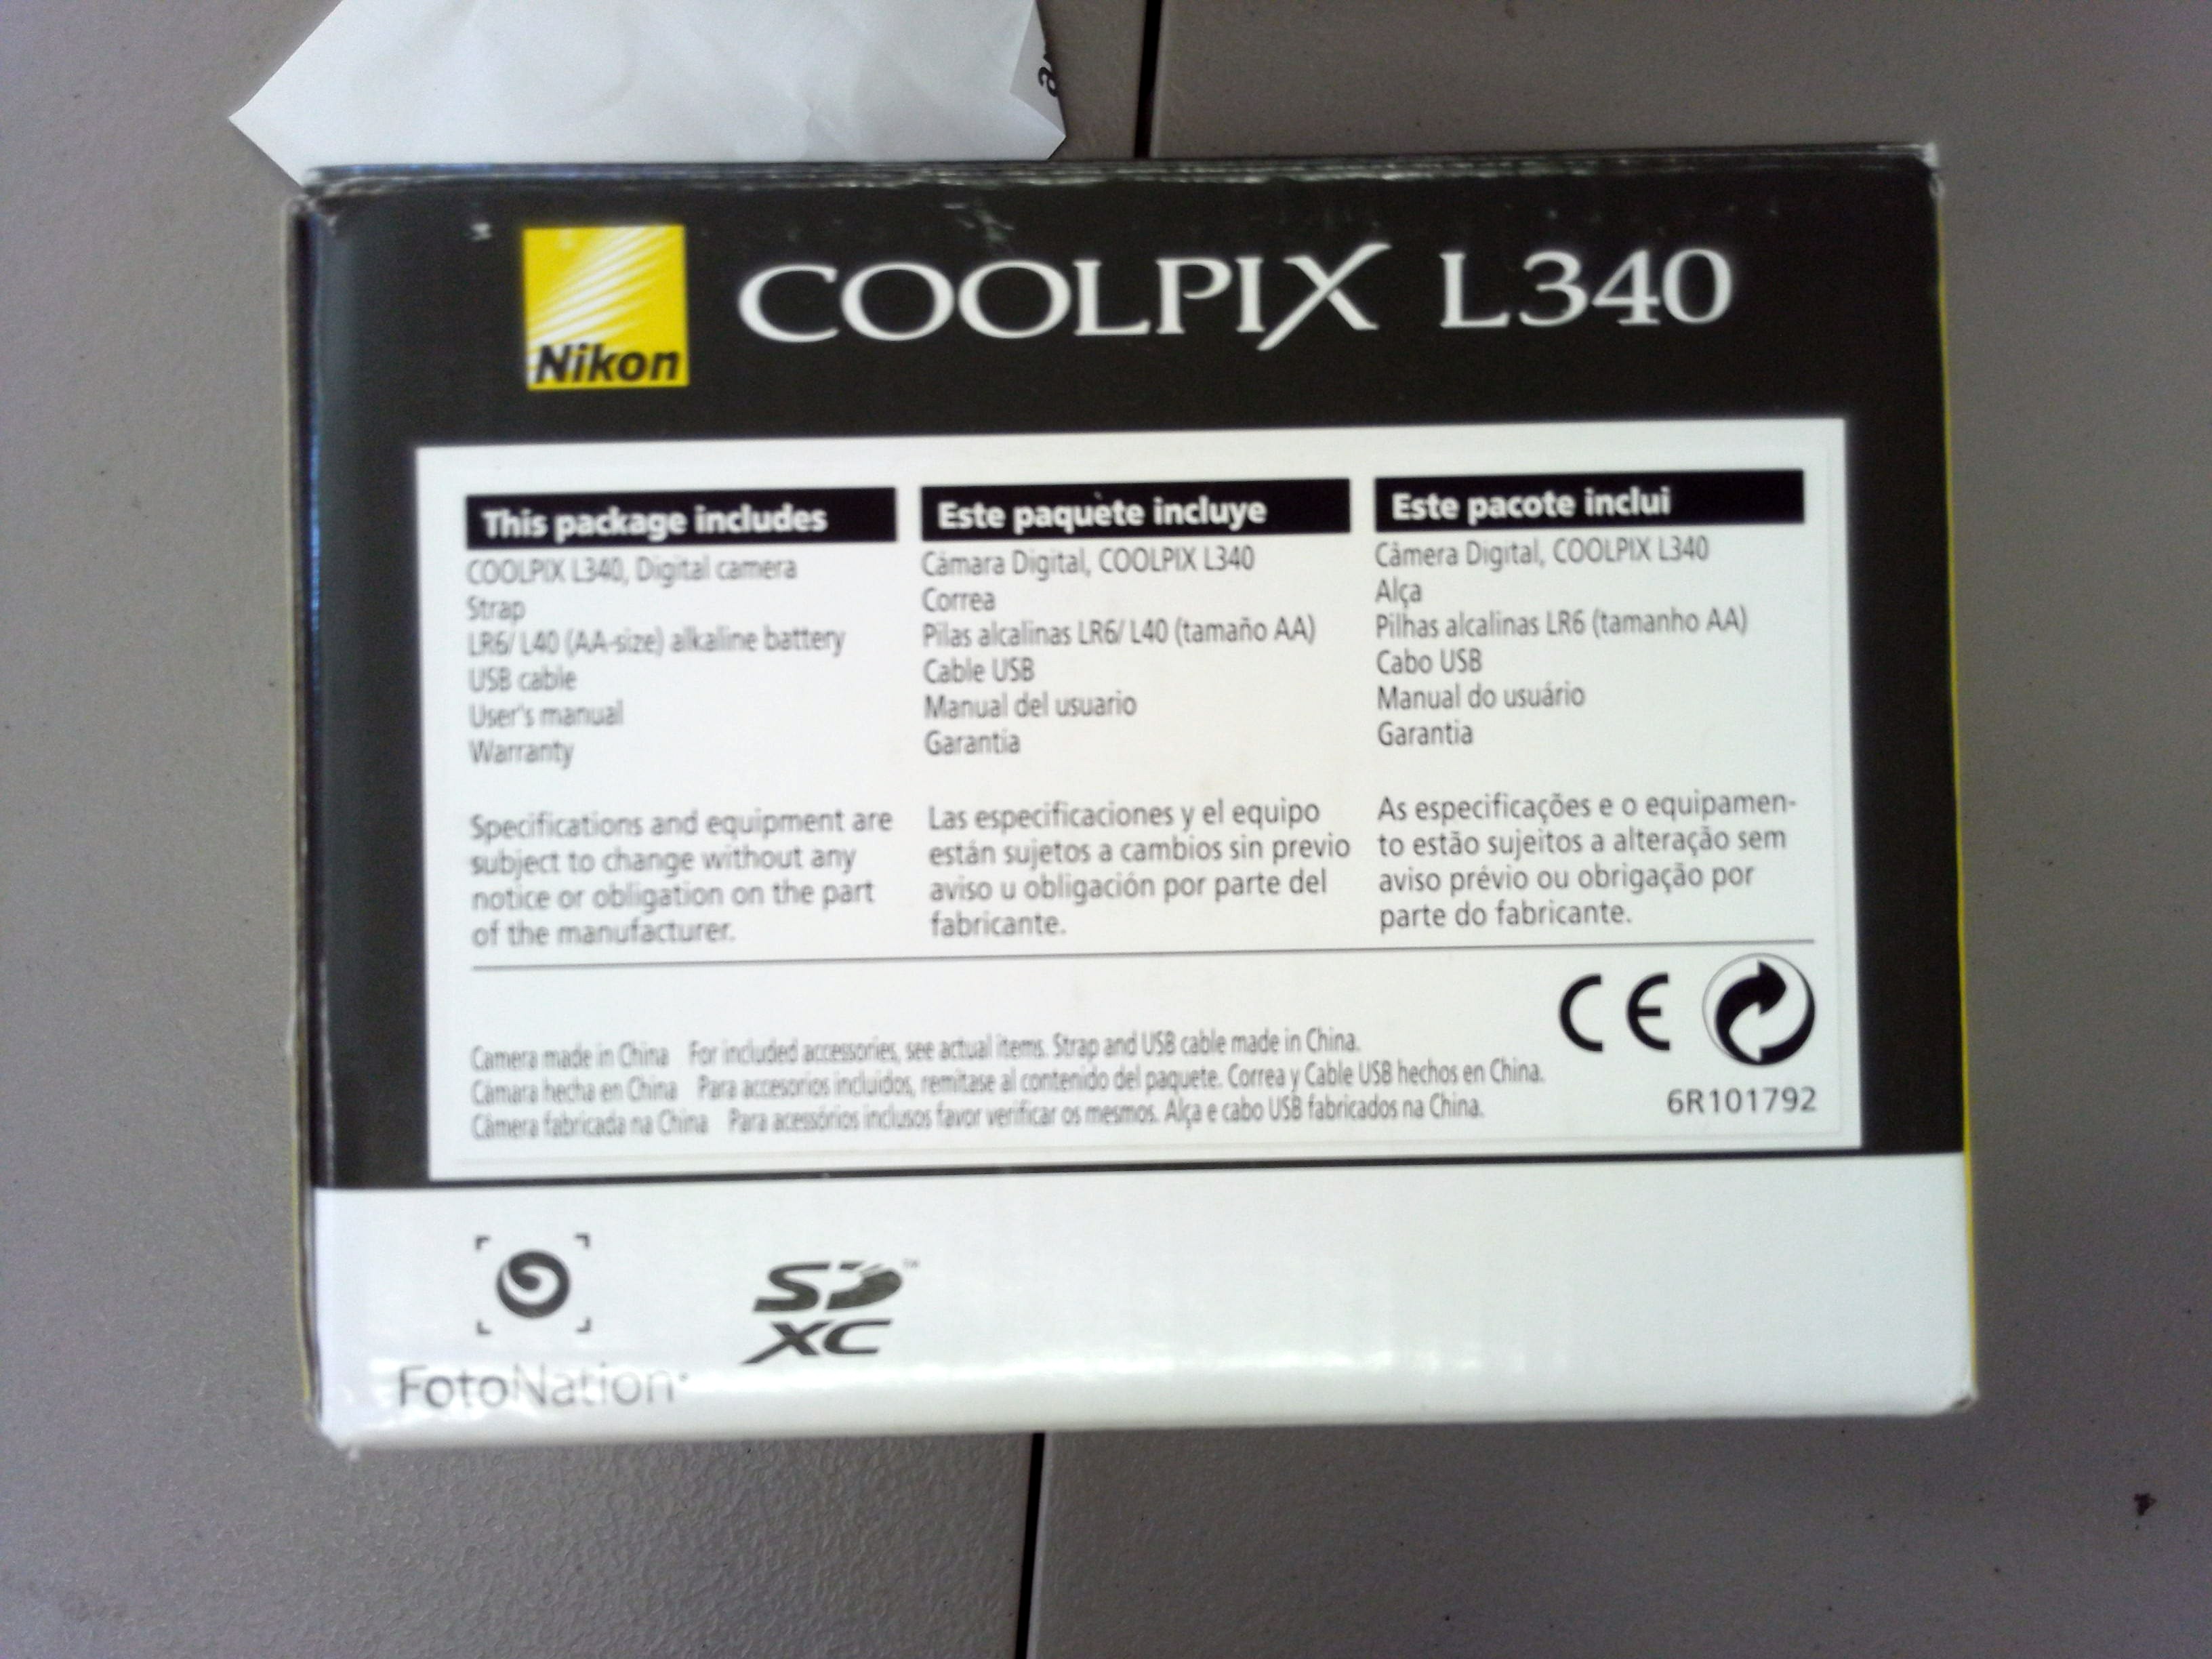 Nikon
COOLPIX L340
This package includes
COOLPIX L340, Digital camera
Strap
LR6/ L40 (AA-size) alkaline battery
USB cable
User's manual
Warranty
Specifications and equipment are
subject to change without any
notice or obligation on the part
of the manufacturer.
Este paquete incluye
Cámara Digital, COOLPIX L340
Correa
Pilas alcalinas LR6/ L40 (tamaño AA)
Cable USB
Manual del usuario
Garantía
Las especificaciones y el equipo
están sujetos a cambios sin previo
aviso u obligación por parte del
fabricante.
Este pacote inclui
Câmera Digital, COOLPIX L340
Alça
Pilhas alcalinas LR6 (tamanho AA)
Cabo USB
Manual do usuário
Garantia
As especificações e o equipamen-
to estão sujeitos a alteração sem
aviso prévio ou obrigação por
parte do fabricante.
CE
Camera made in China For included accessories, see actual items. Strap and USB cable made in China.
Cámara hecha en China Para accesorios incluidos, remítase al contenido del paquete. Correa y Cable USB hechos en China.
Câmera fabricada na China Para acessórios inclusos favor verificar os mesmos. Alça e cabo USB fabricados na China.
6R101792
SD™
XC
FotoNation